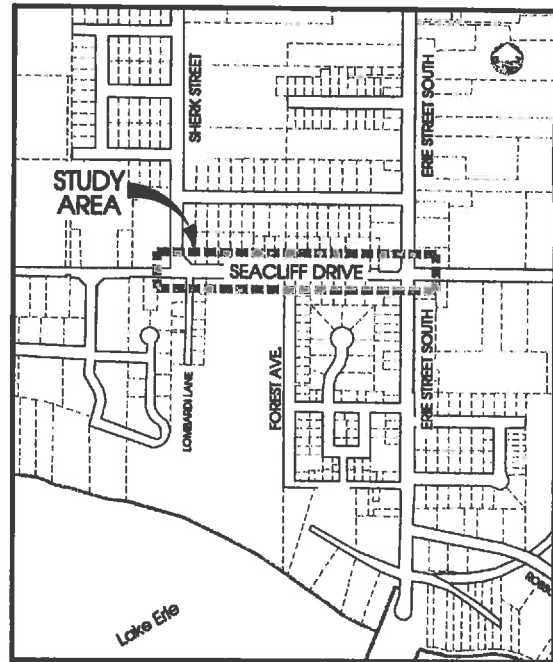 SHERK STREET
ERIE STREET SOUTH
STUDY
AREA
SEACLIFF DRIVE
LOMBARDI LANE
FOREST AVE.
ERIE STREET SOUTH
Lake Erie